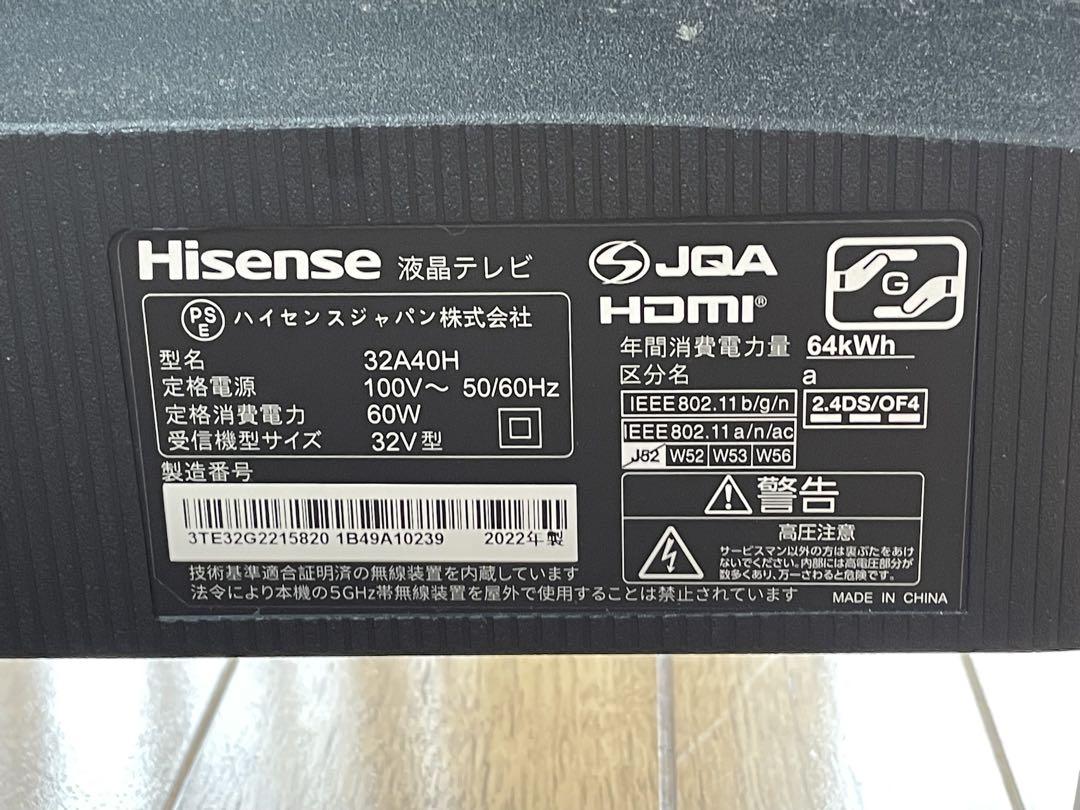 Hisense 液晶テレビ
PSE ハイセンスジャパン株式会社
型名 32A40H
定格電源 100V～ 50/60Hz
定格消費電力 60W
受信機型サイズ 32V型
製造番号
3TE32G2215820 1B49A10239 2022年製
技術基準適合証明済の無線装置を内蔵しています
法令により本機の5GHz帯無線装置を屋外で使用することは禁止されています
JQA
HDMI®
G
年間消費電力量 64kWh
区分名 a
IEEE802.11b/g/n
2.4DS/OF4
IEEE802.11a/n/ac
J52 W52 W53 W56
警告
高圧注意
サービスマン以外の方は裏ぶたをあけ
ないでください。内部には高電圧部分が
数多くあり、万一さわると危険です。
MADE IN CHINA